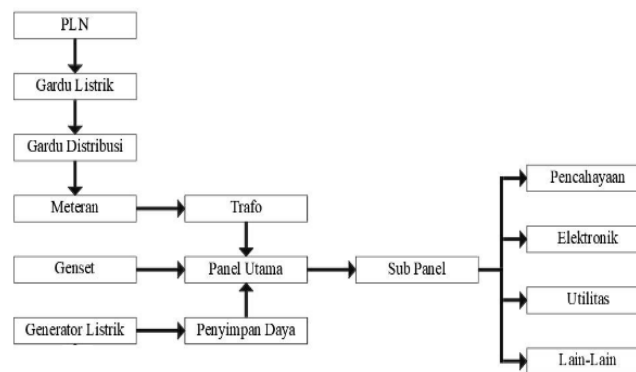 PLN
Gardu Listrik
Gardu Distribusi
Meteran
Trafo
Genset
Panel Utama
Sub Panel
Generator Listrik
Penyimpan Daya
Pencahayaan
Elektronik
Utilitas
Lain-Lain